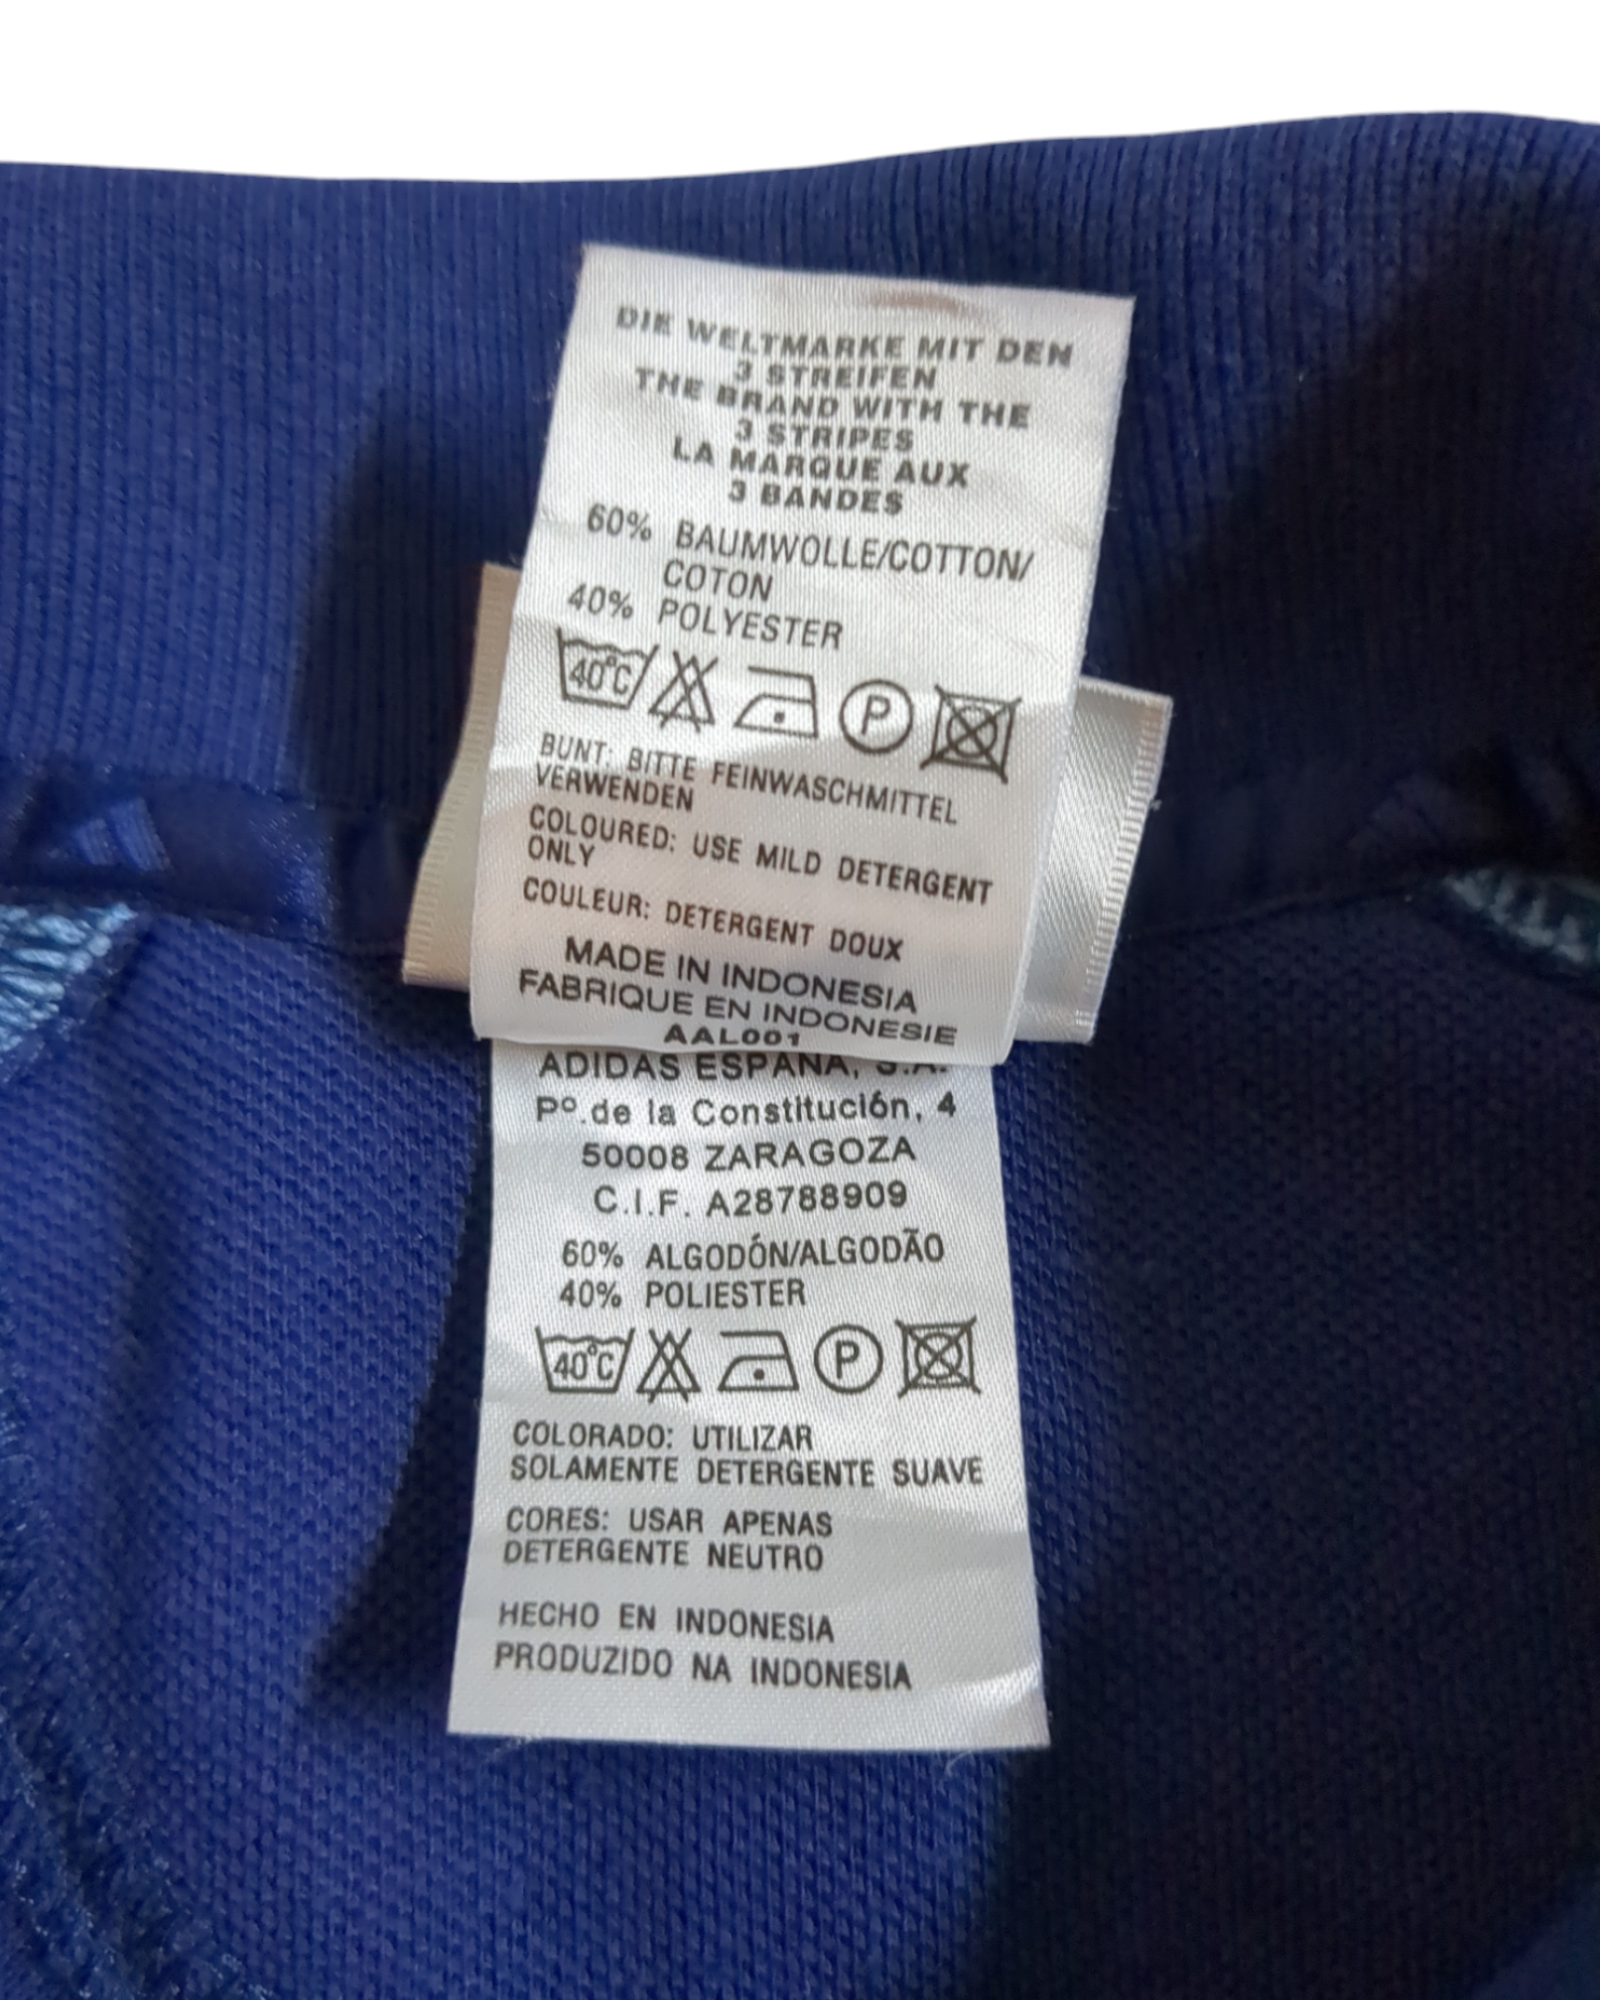 DIE WELTMARKE MIT DEN
3 STREIFEN
THE BRAND WITH THE
3 STRIPES
LA MARQUE AUX
3 BANDES
60% BAUMWOLLE/COTTON/
COTON
40% POLYESTER
40°C P
BUNT: BITTE FEINWASCHMITTEL
VERWENDEN
COLOURED: USE MILD DETERGENT
ONLY
COULEUR: DETERGENT DOUX
MADE IN INDONESIA
FABRIQUE EN INDONESIE
AAL001
ADIDAS ESPAÑA, S.A.
Pº.de la Constitución, 4
50008 ZARAGOZA
C.I.F. A28788909
60% ALGODÓN/ALGODÃO
40% POLIESTER
40°C P
COLORADO: UTILIZAR
SOLAMENTE DETERGENTE SUAVE
CORES: USAR APENAS
DETERGENTE NEUTRO
HECHO EN INDONESIA
PRODUZIDO NA INDONESIA